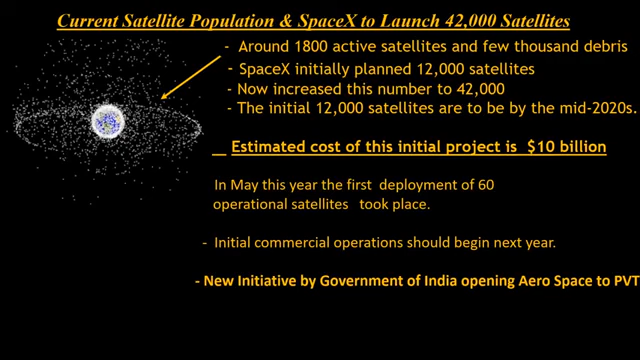 Current Satellite Population & SpaceX to Launch 42,000 Satellites
- Around 1800 active satellites and few thousand debris
- SpaceX initially planned 12,000 satellites
- Now increased this number to 42,000
- The initial 12,000 satellites are to be by the mid-2020s.
Estimated cost of this initial project is $10 billion
In May this year the first deployment of 60
operational satellites took place.
- Initial commercial operations should begin next year.
- New Initiative by Government of India opening Aero Space to PVT